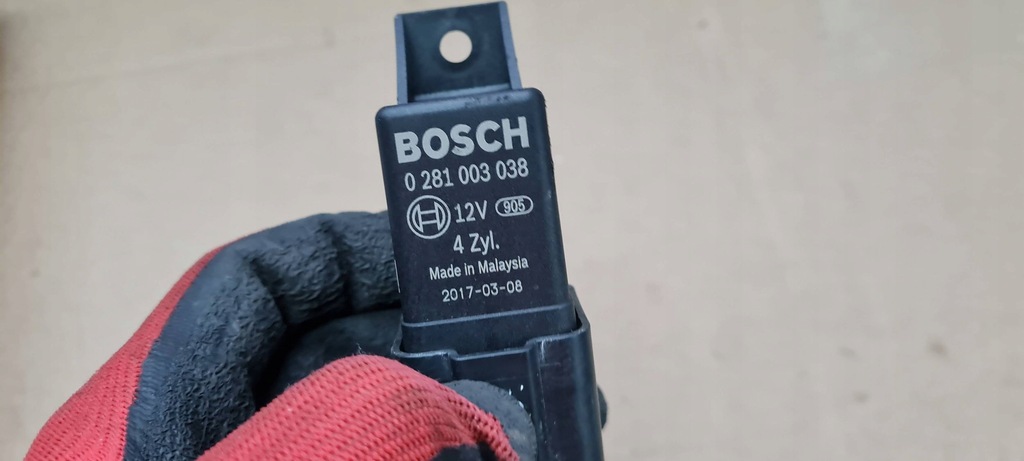 BOSCH
0 281 003 038
12V 905
4 Zyl.
Made in Malaysia
2017-03-08